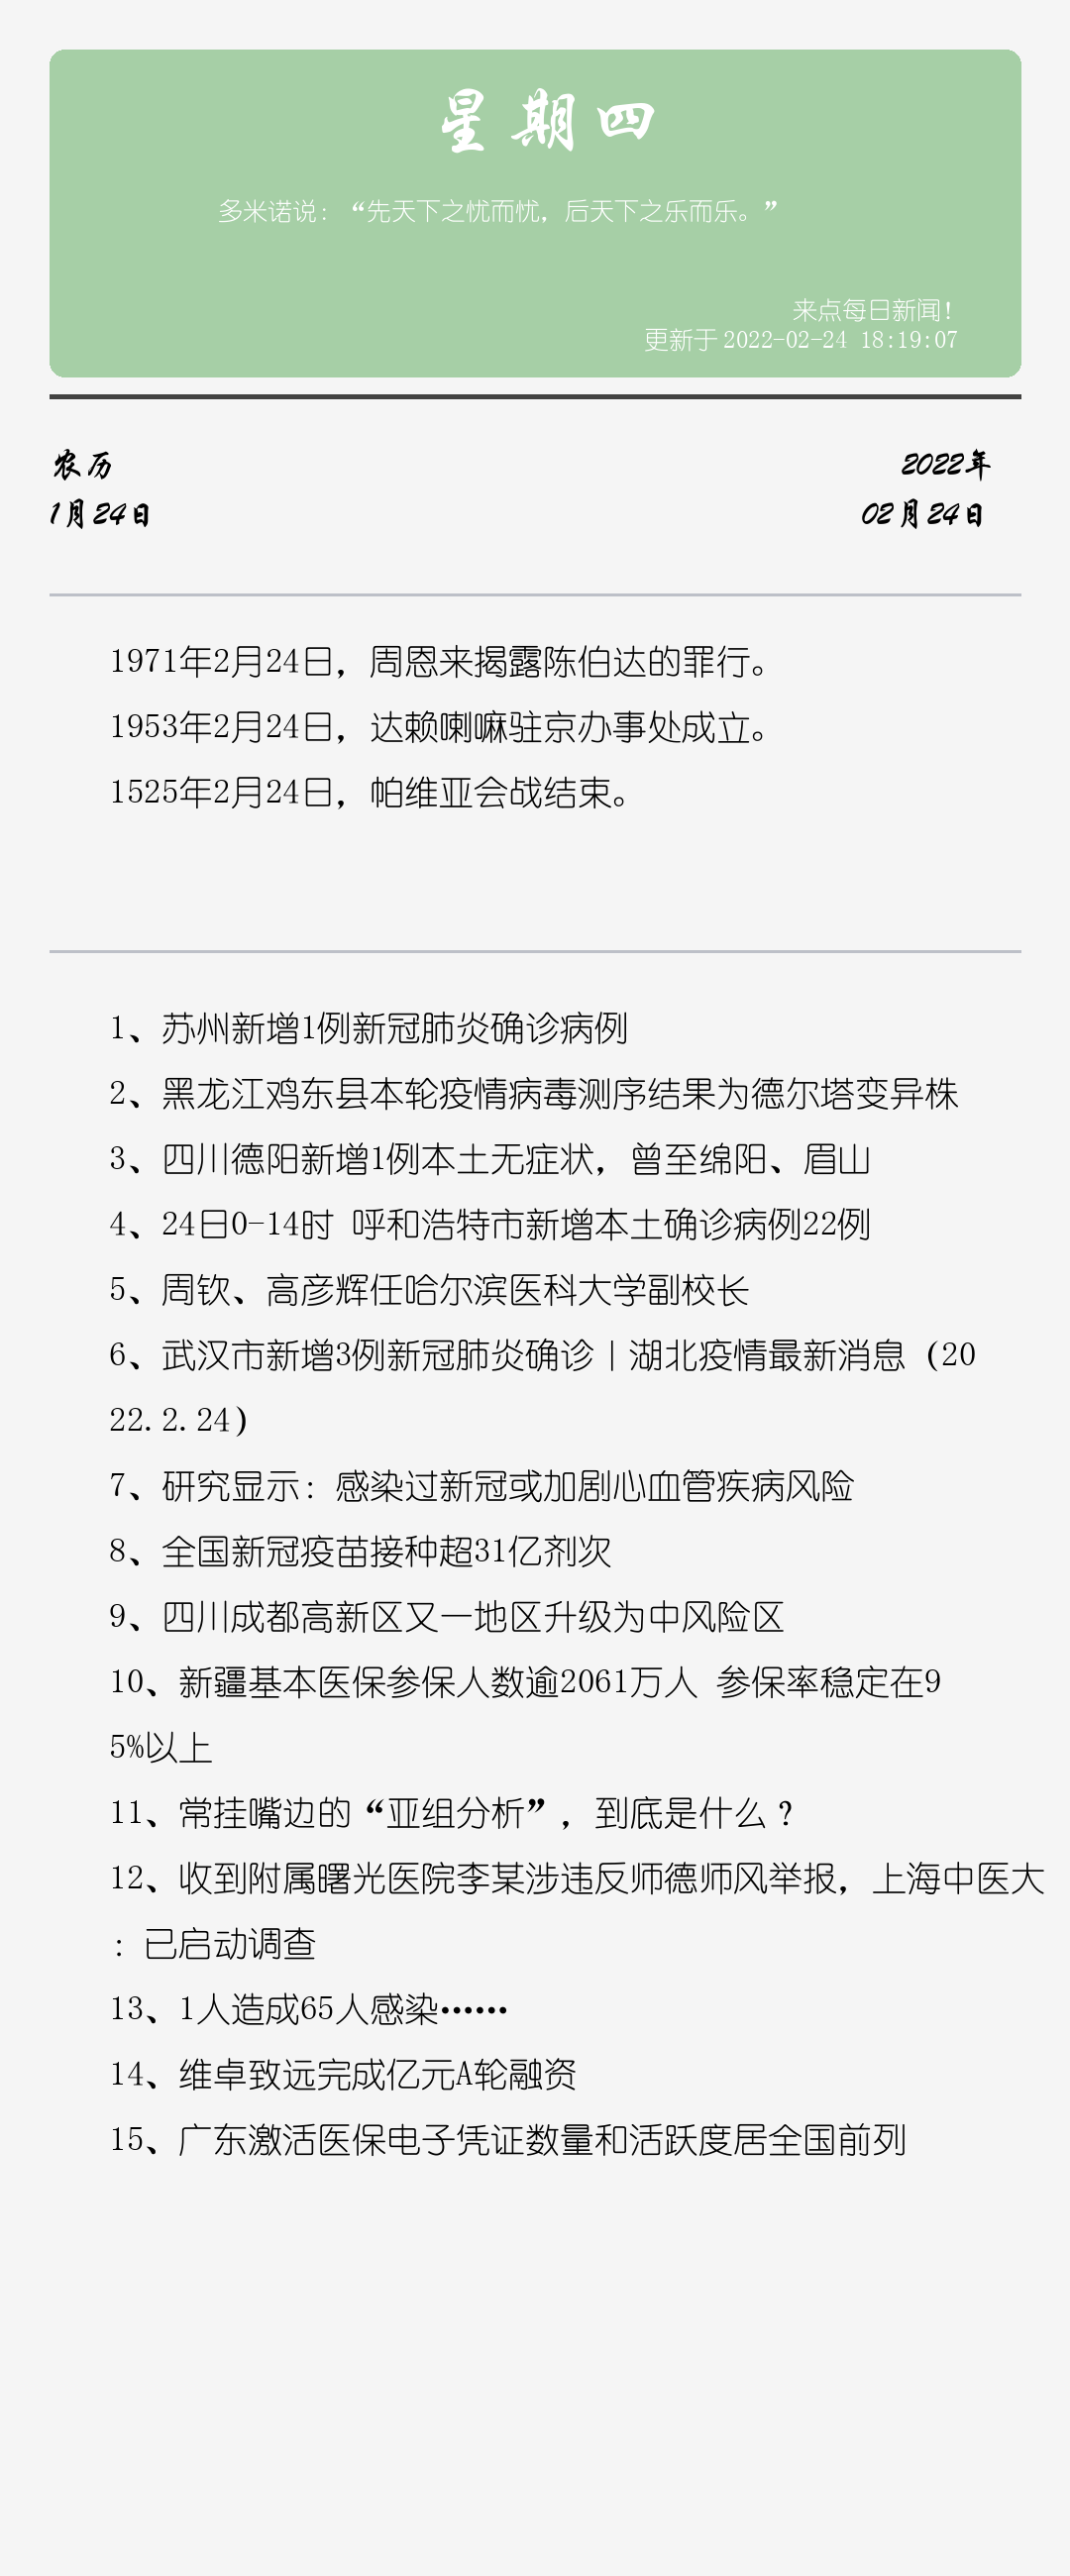 星期四
多米诺说：“先天下之忧而忧，后天下之乐而乐。”
来点每日新闻！
更新于 2022-02-24 18:19:07
农历
2022年
1月24日
02月24日
1971年2月24日，周恩来揭露陈伯达的罪行。
1953年2月24日，达赖喇嘛驻京办事处成立。
1525年2月24日，帕维亚会战结束。
1、苏州新增1例新冠肺炎确诊病例
2、黑龙江鸡东县本轮疫情病毒测序结果为德尔塔变异株
3、四川德阳新增1例本土无症状，曾至绵阳、眉山
4、24日0-14时 呼和浩特市新增本土确诊病例22例
5、周钦、高彦辉任哈尔滨医科大学副校长
6、武汉市新增3例新冠肺炎确诊丨湖北疫情最新消息（20
22.2.24）
7、研究显示：感染过新冠或加剧心血管疾病风险
8、全国新冠疫苗接种超31亿剂次
9、四川成都高新区又一地区升级为中风险区
10、新疆基本医保参保人数逾2061万人 参保率稳定在9
5%以上
11、常挂嘴边的“亚组分析”，到底是什么？
12、收到附属曙光医院李某涉违反师德师风举报，上海中医大
：已启动调查
13、1人造成65人感染……
14、维卓致远完成亿元A轮融资
15、广东激活医保电子凭证数量和活跃度居全国前列